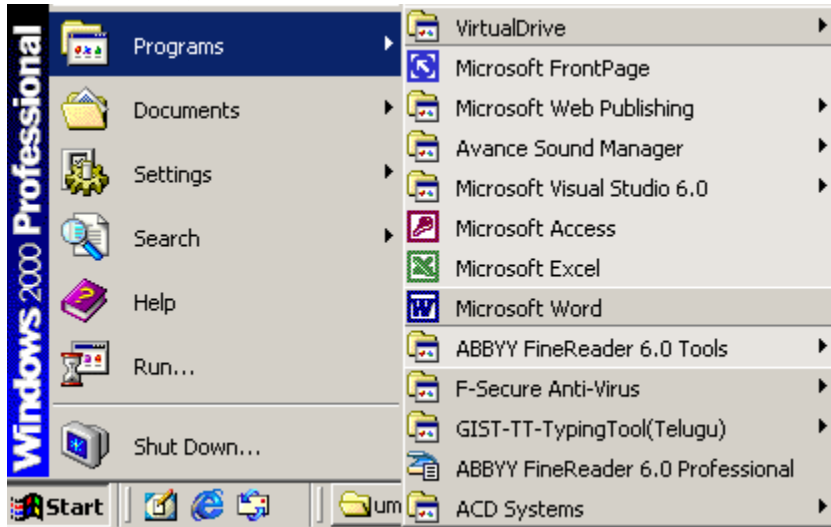 Windows 2000 Professional
Programs
Documents
Settings
Search
Help
Run...
Shut Down...
Start
um
VirtualDrive
Microsoft FrontPage
Microsoft Web Publishing
Avance Sound Manager
Microsoft Visual Studio 6.0
Microsoft Access
Microsoft Excel
Microsoft Word
ABBYY FineReader 6.0 Tools
F-Secure Anti-Virus
GIST-TT-TypingTool(Telugu)
ABBYY FineReader 6.0 Professional
ACD Systems